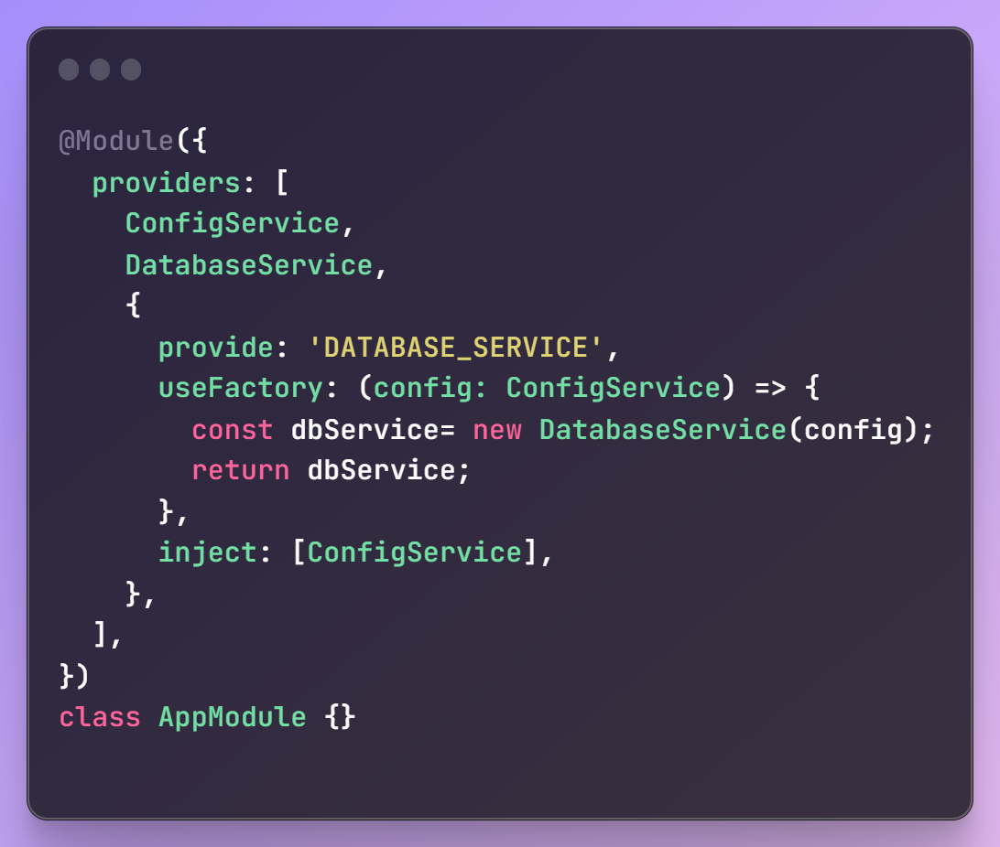 @Module({
  providers: [
    ConfigService,
    DatabaseService,
    {
      provide: 'DATABASE_SERVICE',
      useFactory: (config: ConfigService) => {
        const dbService= new DatabaseService(config);
        return dbService;
      },
      inject: [ConfigService],
    },
  ],
})
class AppModule {}